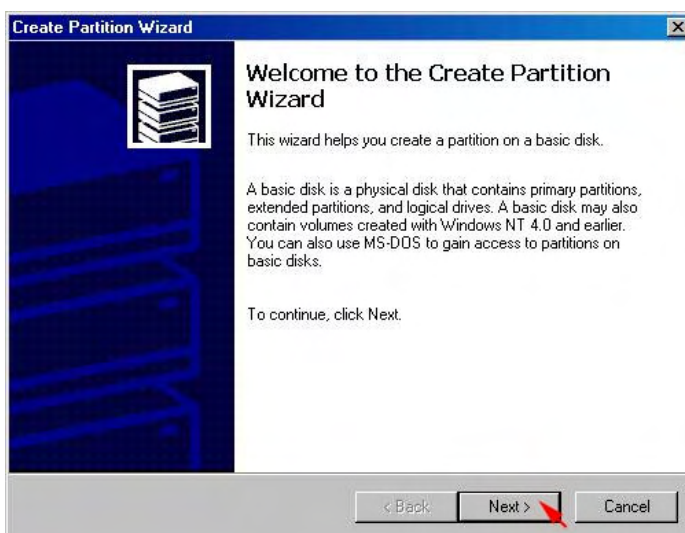 Create Partition Wizard
Welcome to the Create Partition
Wizard
This wizard helps you create a partition on a basic disk.
A basic disk is a physical disk that contains primary partitions,
extended partitions, and logical drives. A basic disk may also
contain volumes created with Windows NT 4.0 and earlier.
You can also use MS-DOS to gain access to partitions on
basic disks.
To continue, click Next.
< Back
Next >
Cancel